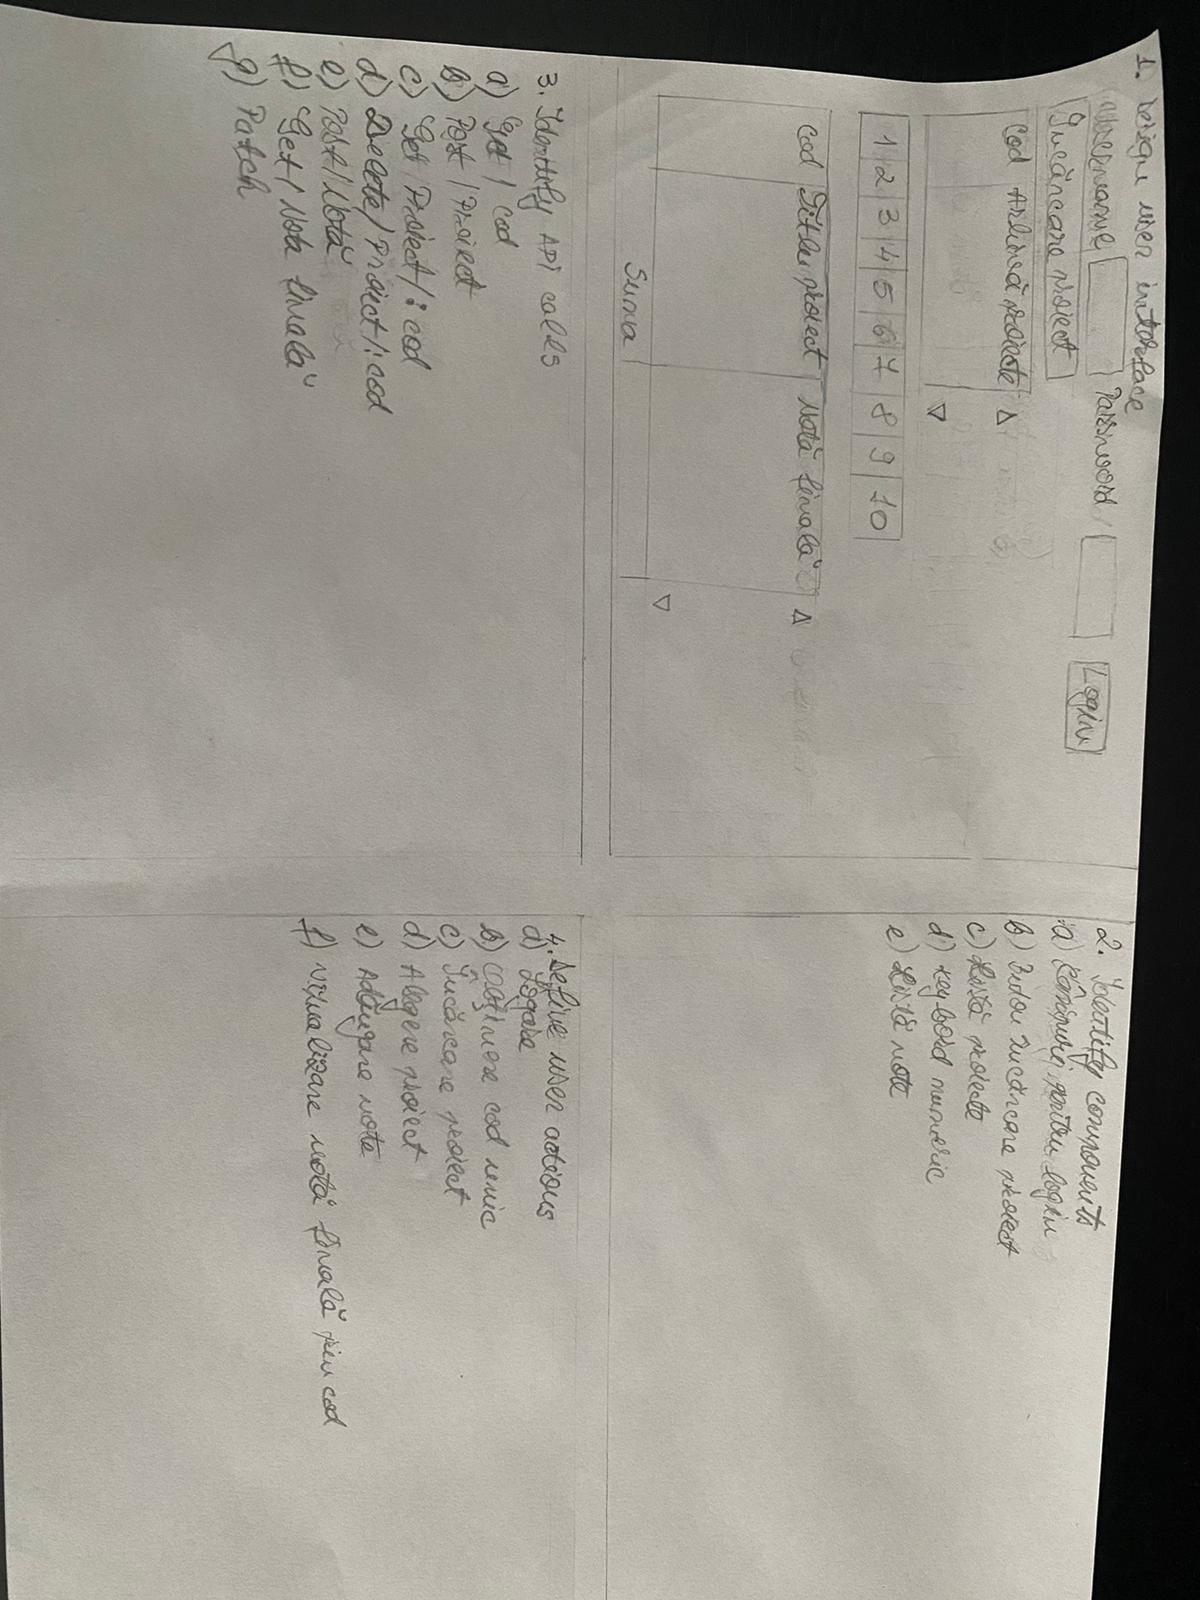 1. Design user interface
Username Password Login
Încărcare proiect
Cod Arhivă proiecte
1 2 3 4 5 6 7 8 9 10
Cod Titlu proiect Notă finală
Suma
2. Identify components
a) Câmpuri pentru login
b) Buton încărcare proiect
c) Listă proiecte
d) Keybord numeric
e) Listă note
3. Identify API calls
a) Get / cod
b) Post / Proiect
c) Get Proiect / : cod
d) Delete / Proiect / : cod
e) Post / Notă
f) Get / Nota finală
g) Patch
4. Define user actions
a) Logare
b) Obținere cod unic
c) Încărcare proiect
d) Alegere proiect
e) Adăugare note
f) Vizualizare notă finală prin cod